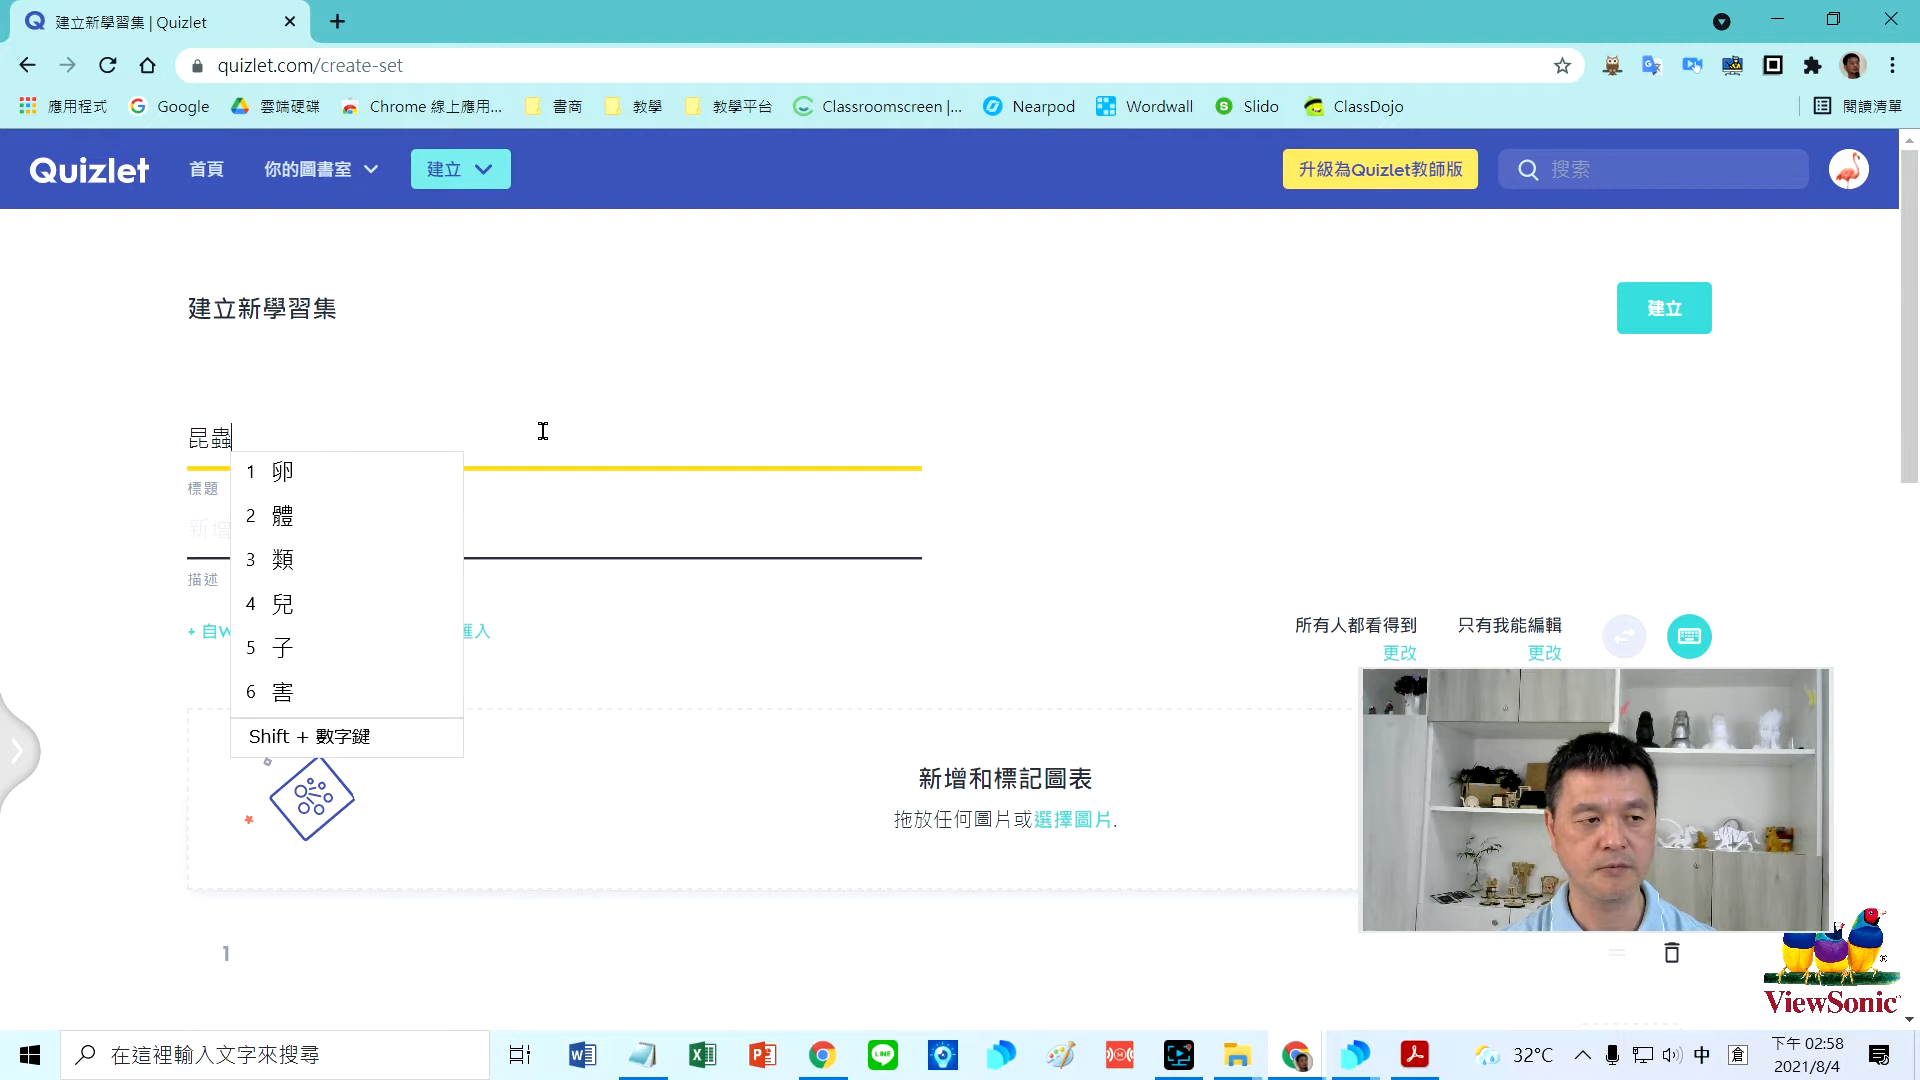 建立新學習集 | Quizlet
quizlet.com/create-set
應用程式 Google 雲端硬碟 Chrome 線上應用... 書商 教學 教學平台 Classroomscreen |... Nearpod Wordwall Slido ClassDojo 閱讀清單
Quizlet 首頁 你的圖書室 建立 升級為Quizlet教師版 搜索
建立新學習集 建立
昆蟲
1 卵
標題
2 體
新增
3 類
描述
4 兒
+ 自W 匯入 所有人都看得到 只有我能編輯
更改 更改
5 子
6 害
Shift + 數字鍵
新增和標記圖表
拖放任何圖片或選擇圖片.
1
ViewSonic
在這裡輸入文字來搜尋 32°C 中 倉 下午 02:58
2021/8/4